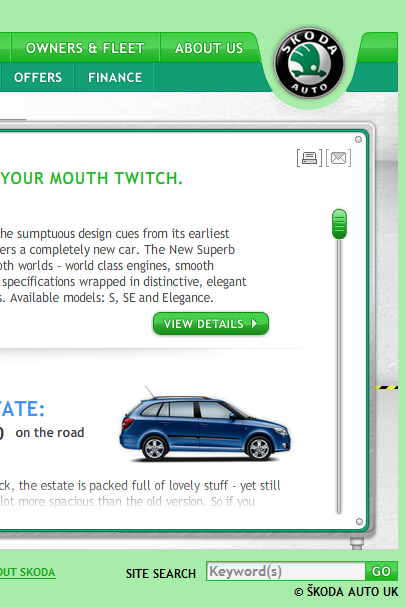 OWNERS & FLEET ABOUT US
SKODA
AUTO
OFFERS FINANCE
YOUR MOUTH TWITCH.
the sumptuous design cues from its earliest
ers a completely new car. The New Superb
oth worlds - world class engines, smooth
specifications wrapped in distinctive, elegant
s. Available models: S, SE and Elegance.
VIEW DETAILS
TATE:
) on the road
ck, the estate is packed full of lovely stuff - yet still
lot more spacious than the old version. So if you
OUT SKODA
SITE SEARCH Keyword(s) GO
© ŠKODA AUTO UK